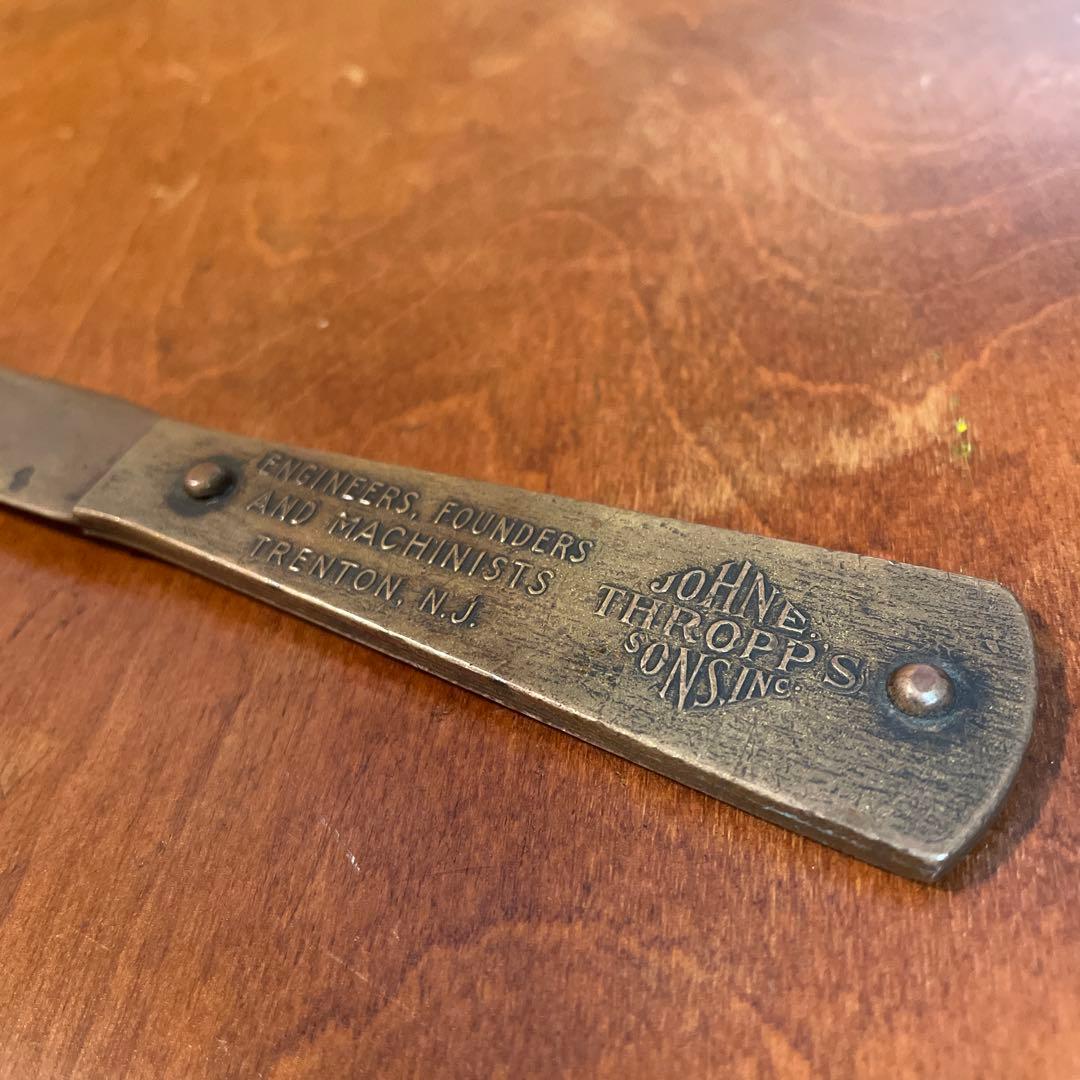 ENGINEERS, FOUNDERS
AND MACHINISTS
TRENTON, N.J.
JOHN E.
THROPP'S
SONS, INC.